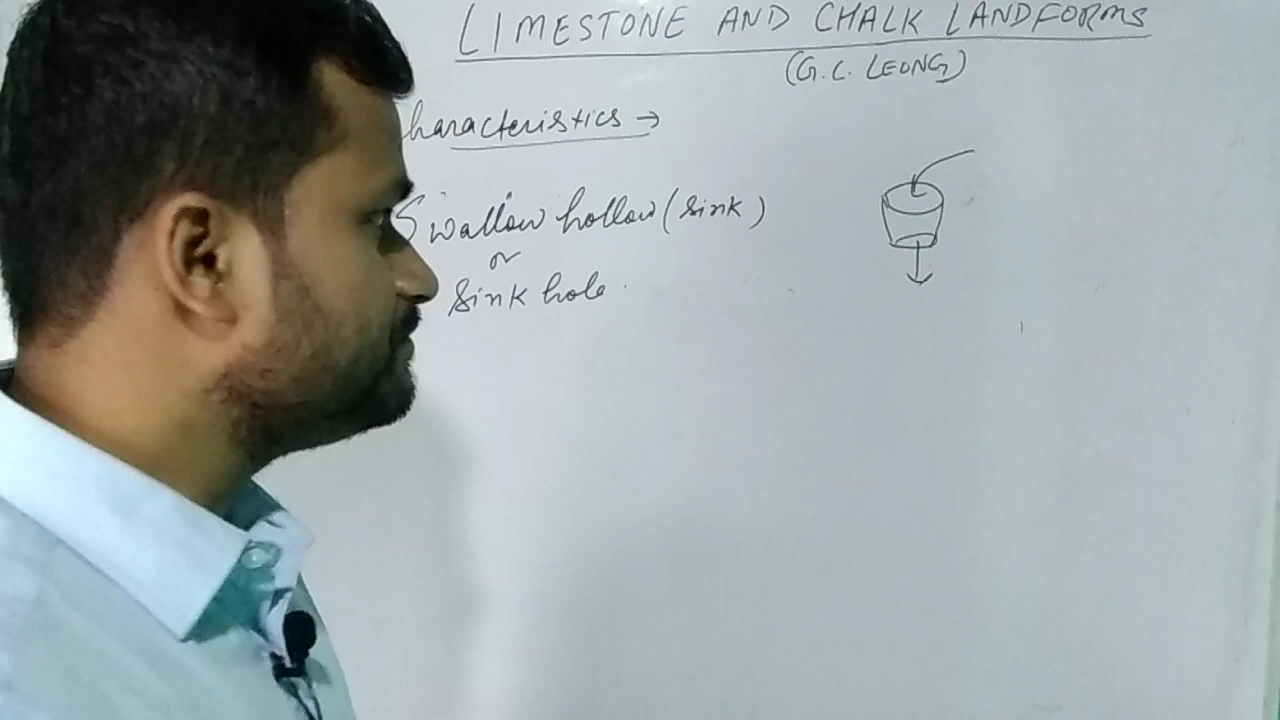 LIMESTONE AND CHALK LANDFORMS
(G.C. LEONG)
haracteristics →
Swallow hollow (sink)
or
Sink hole.